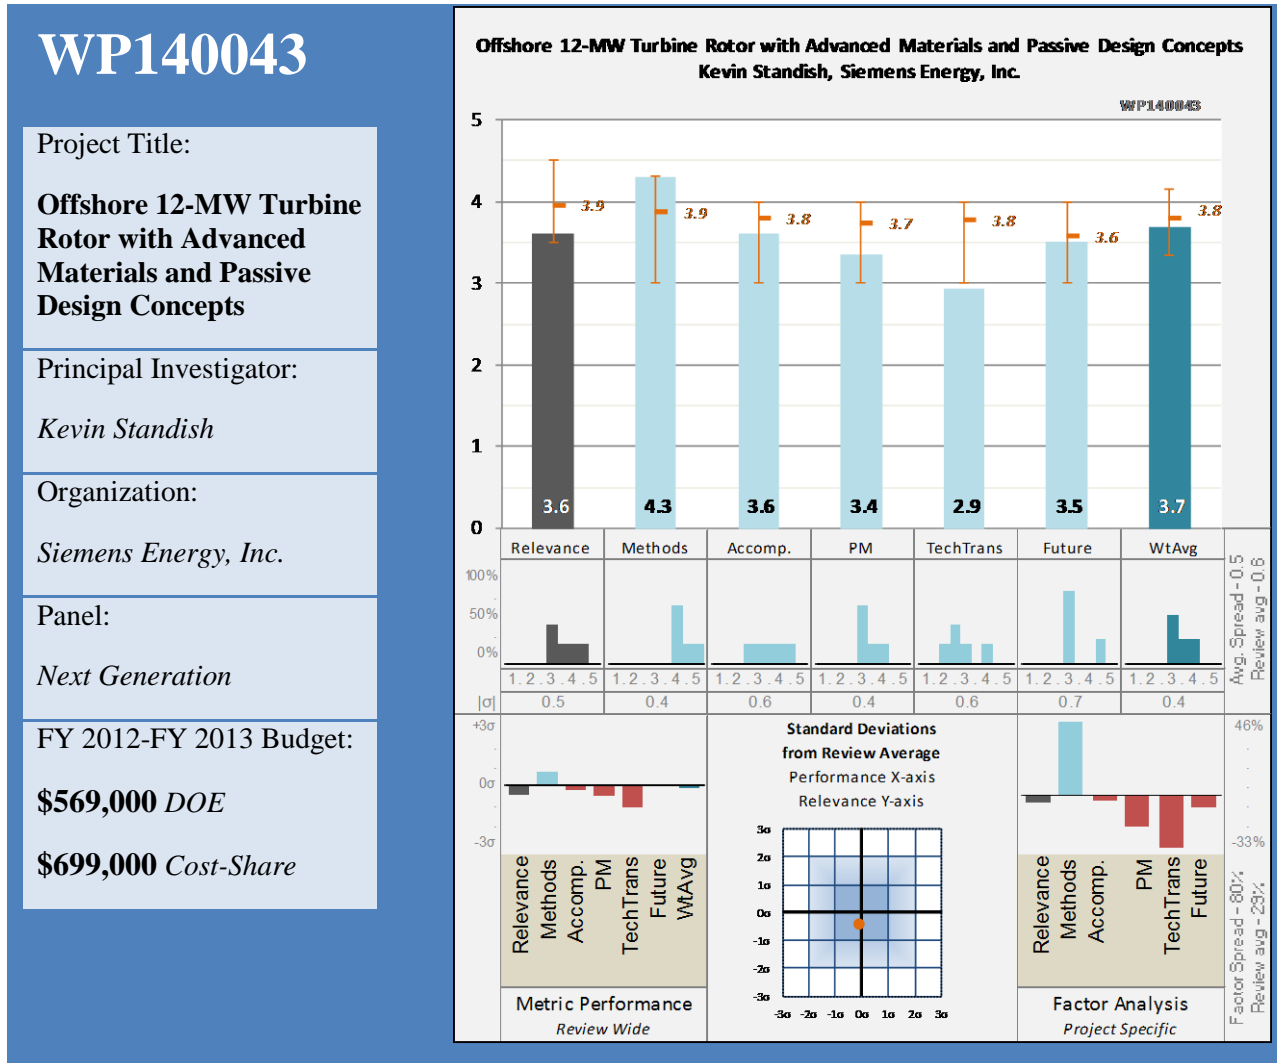 WP140043
Project Title:
Offshore 12-MW Turbine
Rotor with Advanced
Materials and Passive
Design Concepts
Principal Investigator:
Kevin Standish
Organization:
Siemens Energy, Inc.
Panel:
Next Generation
FY 2012-FY 2013 Budget:
$569,000 DOE
$699,000 Cost-Share
Offshore 12-MW Turbine Rotor with Advanced Materials and Passive Design Concepts
Kevin Standish, Siemens Energy, Inc.
WP140043
5
4
3
2
1
0
3.9
3.9
3.8
3.7
3.8
3.6
3.8
3.6
4.3
3.6
3.4
2.9
3.5
3.7
Relevance Methods Accomp. PM TechTrans Future WtAvg
100%
50%
0%
1 . 2 . 3 . 4 . 5 1 . 2 . 3 . 4 . 5 1 . 2 . 3 . 4 . 5 1 . 2 . 3 . 4 . 5 1 . 2 . 3 . 4 . 5 1 . 2 . 3 . 4 . 5 1 . 2 . 3 . 4 . 5
|σ| 0.5 0.4 0.6 0.4 0.6 0.7 0.4
Avg. Spread - 0.5
Review avg - 0.6
+3σ
0σ
-3σ
Relevance
Methods
Accomp.
PM
TechTrans
Future
WtAvg
Metric Performance
Review Wide
Standard Deviations
from Review Average
Performance X-axis
Relevance Y-axis
3σ
2σ
1σ
0σ
-1σ
-2σ
-3σ
-3σ -2σ -1σ 0σ 1σ 2σ 3σ
46%
-33%
Relevance
Methods
Accomp.
PM
TechTrans
Future
Factor Analysis
Project Specific
Factor Spread - 80%
Review avg - 29%